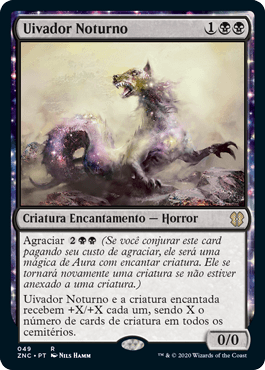 Uivador Noturno 1
Criatura Encantamento — Horror
Agraciar 2 (Se você conjurar este card
pagando seu custo de agraciar, ele será uma
mágica de Aura com encantar criatura. Ele se
tornará novamente uma criatura se não estiver
anexado a uma criatura.)
Uivador Noturno e a criatura encantada
recebem +X/+X cada um, sendo X o
número de cards de criatura em todos os
cemitérios.
0/0
049 R
ZNC • PT Nils Hamm
™ & © 2020 Wizards of the Coast